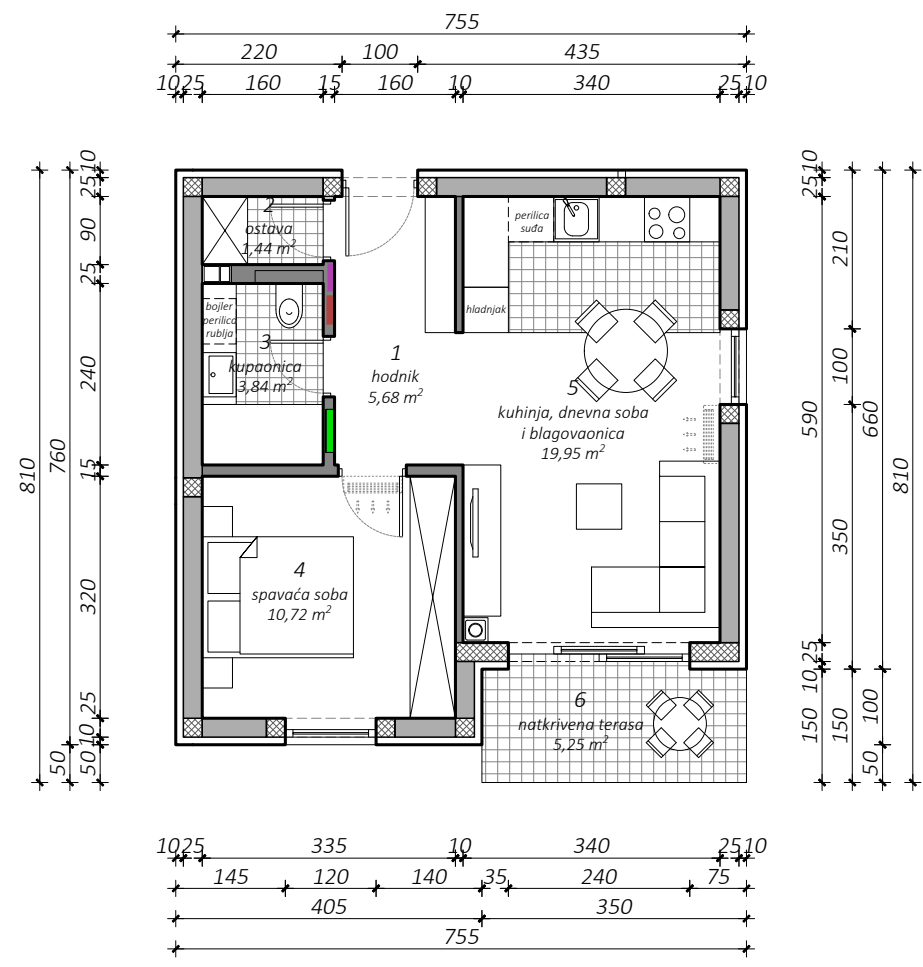 755
220 100 435
10 25 160 15 160 10 340 25 10
10
25
90
25
240
15
320
25
10
50
760
50
810
10
25
590
25
10
150
210
100
350
150
660
100
50
810
2
ostava
1,44 m²
perilica
suđa
hladnjak
bojler
perilica
rublja
3
kupaonica
3,84 m²
1
hodnik
5,68 m²
5
kuhinja, dnevna soba
i blagovaonica
19,95 m²
4
spavaća soba
10,72 m²
6
natkrivena terasa
5,25 m²
10 25 335 10 340 25 10
145 120 140 35 240 75
405 350
755